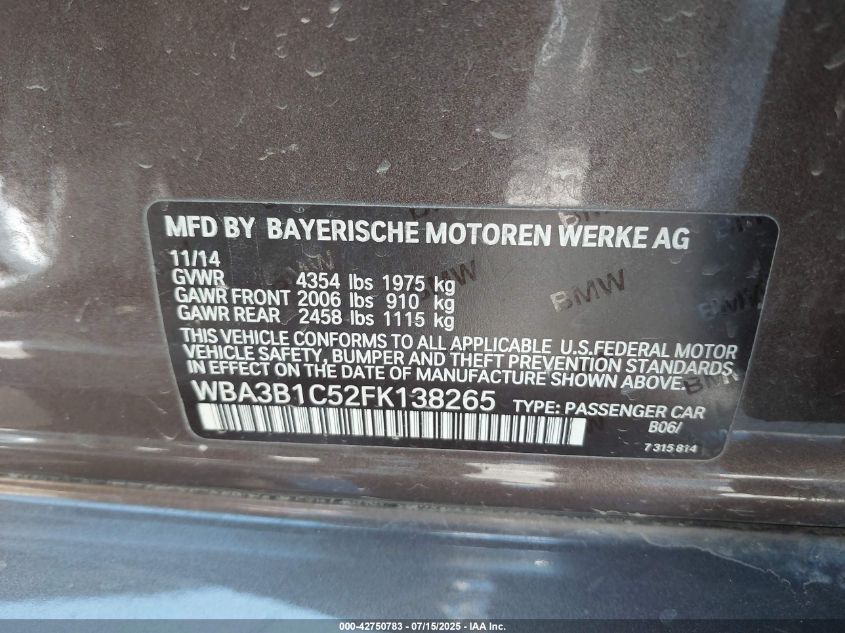 MFD BY BAYERISCHE MOTOREN WERKE AG
11/14
GVWR 4354 lbs 1975 kg
GAWR FRONT 2006 lbs 910 kg
GAWR REAR 2458 lbs 1115 kg
THIS VEHICLE CONFORMS TO ALL APPLICABLE U.S.FEDERAL MOTOR
VEHICLE SAFETY, BUMPER AND THEFT PREVENTION STANDARDS
IN EFFECT ON THE DATE OF MANUFACTURE SHOWN ABOVE.
WBA3B1C52FK138265 TYPE: PASSENGER CAR
B06/
7 315 814
BMW
BMW
000-42750783 - 07/15/2025 - IAA Inc.